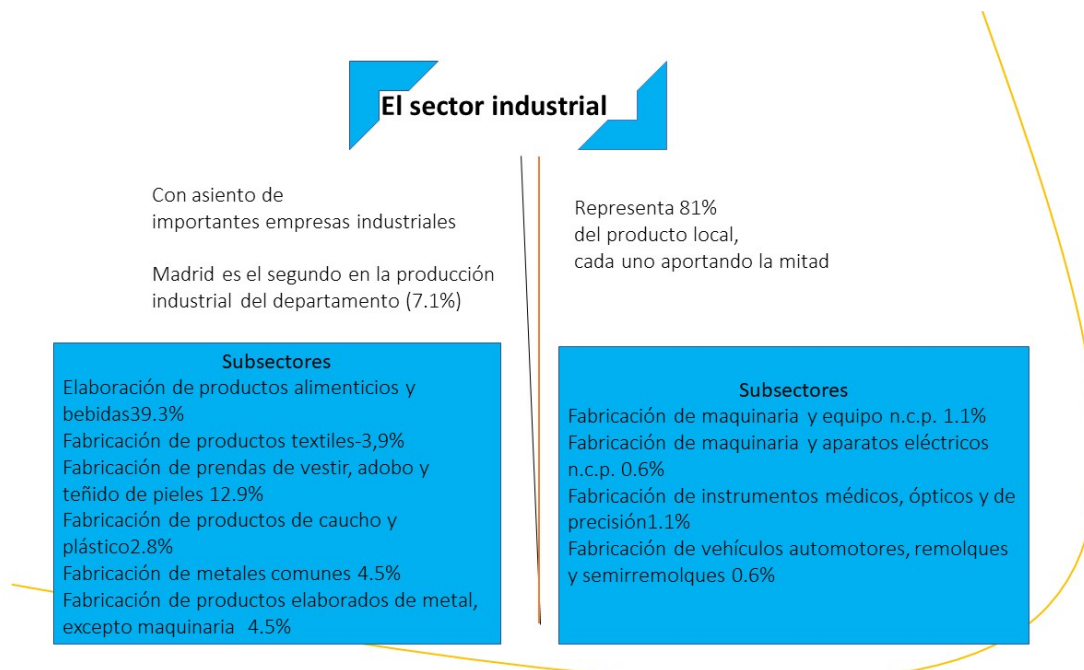 El sector industrial
Con asiento de
importantes empresas industriales
Madrid es el segundo en la producción
industrial del departamento (7.1%)
Representa 81%
del producto local,
cada uno aportando la mitad
Subsectores
Elaboración de productos alimenticios y
bebidas39.3%
Fabricación de productos textiles-3,9%
Fabricación de prendas de vestir, adobo y
teñido de pieles 12.9%
Fabricación de productos de caucho y
plástico2.8%
Fabricación de metales comunes 4.5%
Fabricación de productos elaborados de metal,
excepto maquinaria 4.5%
Subsectores
Fabricación de maquinaria y equipo n.c.p. 1.1%
Fabricación de maquinaria y aparatos eléctricos
n.c.p. 0.6%
Fabricación de instrumentos médicos, ópticos y de
precisión1.1%
Fabricación de vehículos automotores, remolques
y semirremolques 0.6%